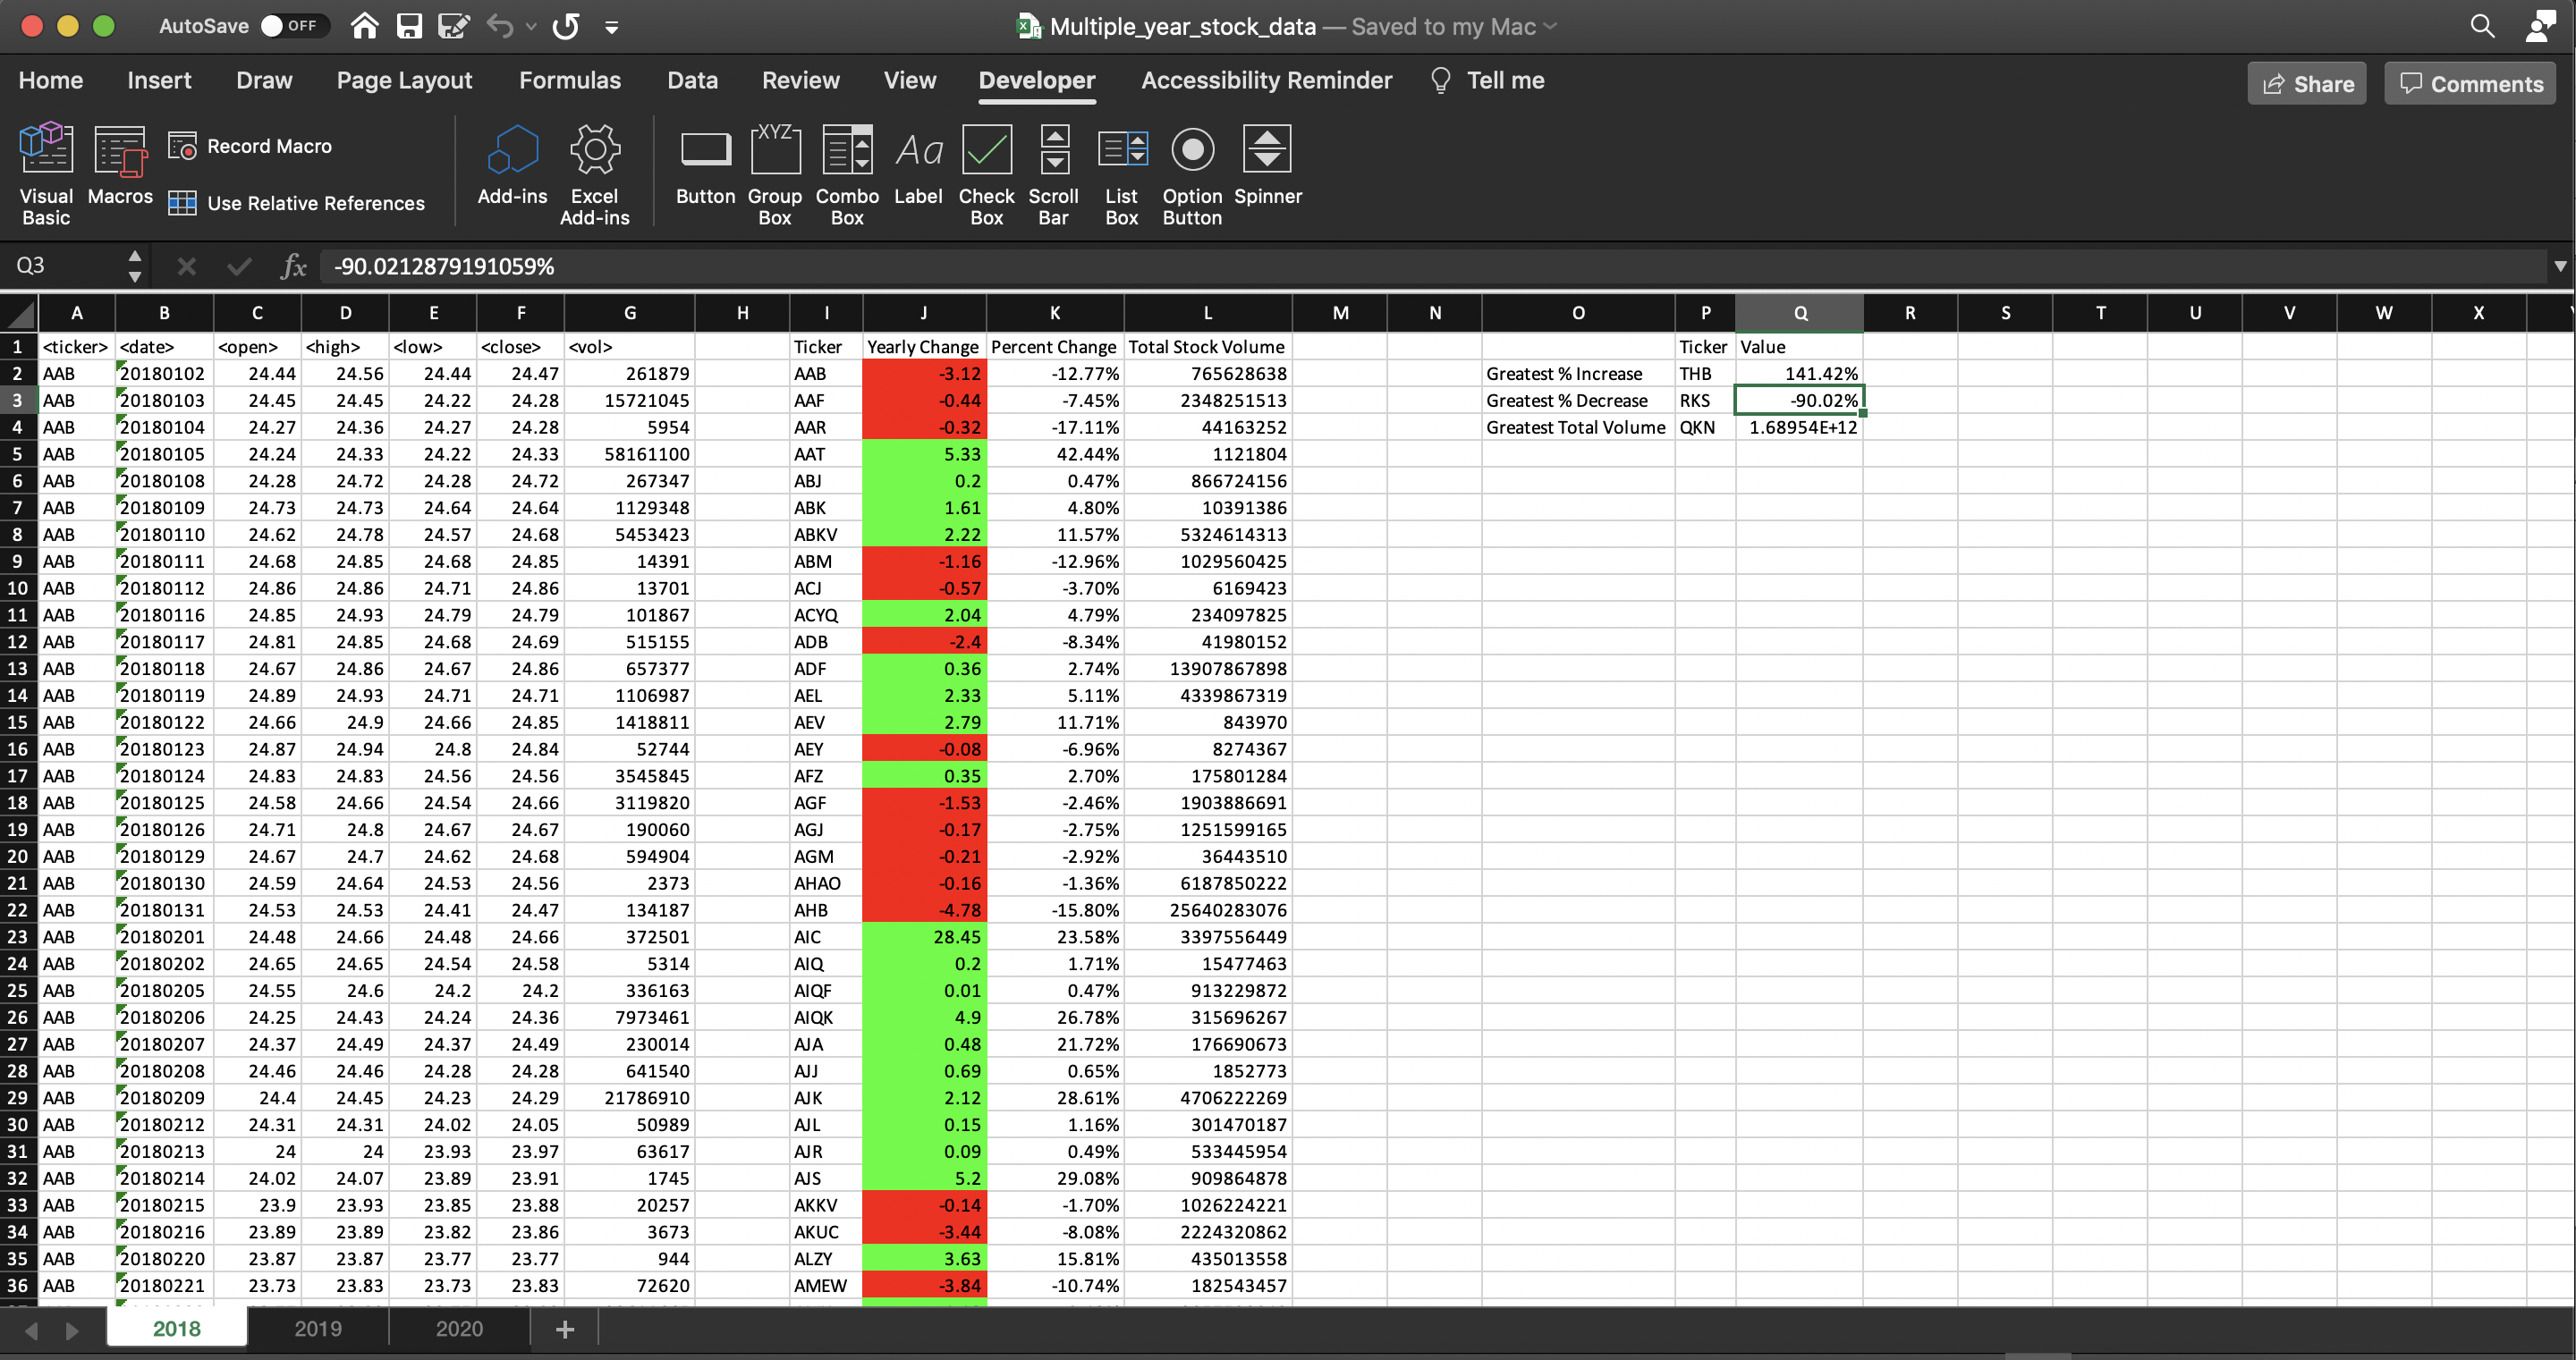 AutoSave OFF Multiple_year_stock_data — Saved to my Mac
Home Insert Draw Page Layout Formulas Data Review View Developer Accessibility Reminder Tell me Share Comments
Visual Basic Macros Record Macro Use Relative References Add-ins Excel Add-ins Button XYZ Group Box Combo Box Aa Label Check Box Scroll Bar List Box Option Button Spinner
Q3 fx -90.0212879191059%
A B C D E F G H I J K L M N O P Q R S T U V W X
1 <ticker> <date> <open> <high> <low> <close> <vol> Ticker Yearly Change Percent Change Total Stock Volume Ticker Value
2 AAB 20180102 24.44 24.56 24.44 24.47 261879 AAB -3.12 -12.77% 765628638 Greatest % Increase THB 141.42%
3 AAB 20180103 24.45 24.45 24.22 24.28 15721045 AAF -0.44 -7.45% 2348251513 Greatest % Decrease RKS -90.02%
4 AAB 20180104 24.27 24.36 24.27 24.28 5954 AAR -0.32 -17.11% 44163252 Greatest Total Volume QKN 1.68954E+12
5 AAB 20180105 24.24 24.33 24.22 24.33 58161100 AAT 5.33 42.44% 1121804
6 AAB 20180108 24.28 24.72 24.28 24.72 267347 ABJ 0.2 0.47% 866724156
7 AAB 20180109 24.73 24.73 24.64 24.64 1129348 ABK 1.61 4.80% 10391386
8 AAB 20180110 24.62 24.78 24.57 24.68 5453423 ABKV 2.22 11.57% 5324614313
9 AAB 20180111 24.68 24.85 24.68 24.85 14391 ABM -1.16 -12.96% 1029560425
10 AAB 20180112 24.86 24.86 24.71 24.86 13701 ACJ -0.57 -3.70% 6169423
11 AAB 20180116 24.85 24.93 24.79 24.79 101867 ACYQ 2.04 4.79% 234097825
12 AAB 20180117 24.81 24.85 24.68 24.69 515155 ADB -2.4 -8.34% 41980152
13 AAB 20180118 24.67 24.86 24.67 24.86 657377 ADF 0.36 2.74% 13907867898
14 AAB 20180119 24.89 24.93 24.71 24.71 1106987 AEL 2.33 5.11% 4339867319
15 AAB 20180122 24.66 24.9 24.66 24.85 1418811 AEV 2.79 11.71% 843970
16 AAB 20180123 24.87 24.94 24.8 24.84 52744 AEY -0.08 -6.96% 8274367
17 AAB 20180124 24.83 24.83 24.56 24.56 3545845 AFZ 0.35 2.70% 175801284
18 AAB 20180125 24.58 24.66 24.54 24.66 3119820 AGF -1.53 -2.46% 1903886691
19 AAB 20180126 24.71 24.8 24.67 24.67 190060 AGJ -0.17 -2.75% 1251599165
20 AAB 20180129 24.67 24.7 24.62 24.68 594904 AGM -0.21 -2.92% 36443510
21 AAB 20180130 24.59 24.64 24.53 24.56 2373 AHAO -0.16 -1.36% 6187850222
22 AAB 20180131 24.53 24.53 24.41 24.47 134187 AHB -4.78 -15.80% 25640283076
23 AAB 20180201 24.48 24.66 24.48 24.66 372501 AIC 28.45 23.58% 3397556449
24 AAB 20180202 24.65 24.65 24.54 24.58 5314 AIQ 0.2 1.71% 15477463
25 AAB 20180205 24.55 24.6 24.2 24.2 336163 AIQF 0.01 0.47% 913229872
26 AAB 20180206 24.25 24.43 24.24 24.36 7973461 AIQK 4.9 26.78% 315696267
27 AAB 20180207 24.37 24.49 24.37 24.49 230014 AJA 0.48 21.72% 176690673
28 AAB 20180208 24.46 24.46 24.28 24.28 641540 AJJ 0.69 0.65% 1852773
29 AAB 20180209 24.4 24.45 24.23 24.29 21786910 AJK 2.12 28.61% 4706222269
30 AAB 20180212 24.31 24.31 24.02 24.05 50989 AJL 0.15 1.16% 301470187
31 AAB 20180213 24 24 23.93 23.97 63617 AJR 0.09 0.49% 533445954
32 AAB 20180214 24.02 24.07 23.89 23.91 1745 AJS 5.2 29.08% 909864878
33 AAB 20180215 23.9 23.93 23.85 23.88 20257 AKKV -0.14 -1.70% 1026224221
34 AAB 20180216 23.89 23.89 23.82 23.86 3673 AKUC -3.44 -8.08% 2224320862
35 AAB 20180220 23.87 23.87 23.77 23.77 944 ALZY 3.63 15.81% 435013558
36 AAB 20180221 23.73 23.83 23.73 23.83 72620 AMEW -3.84 -10.74% 182543457
2018 2019 2020 +